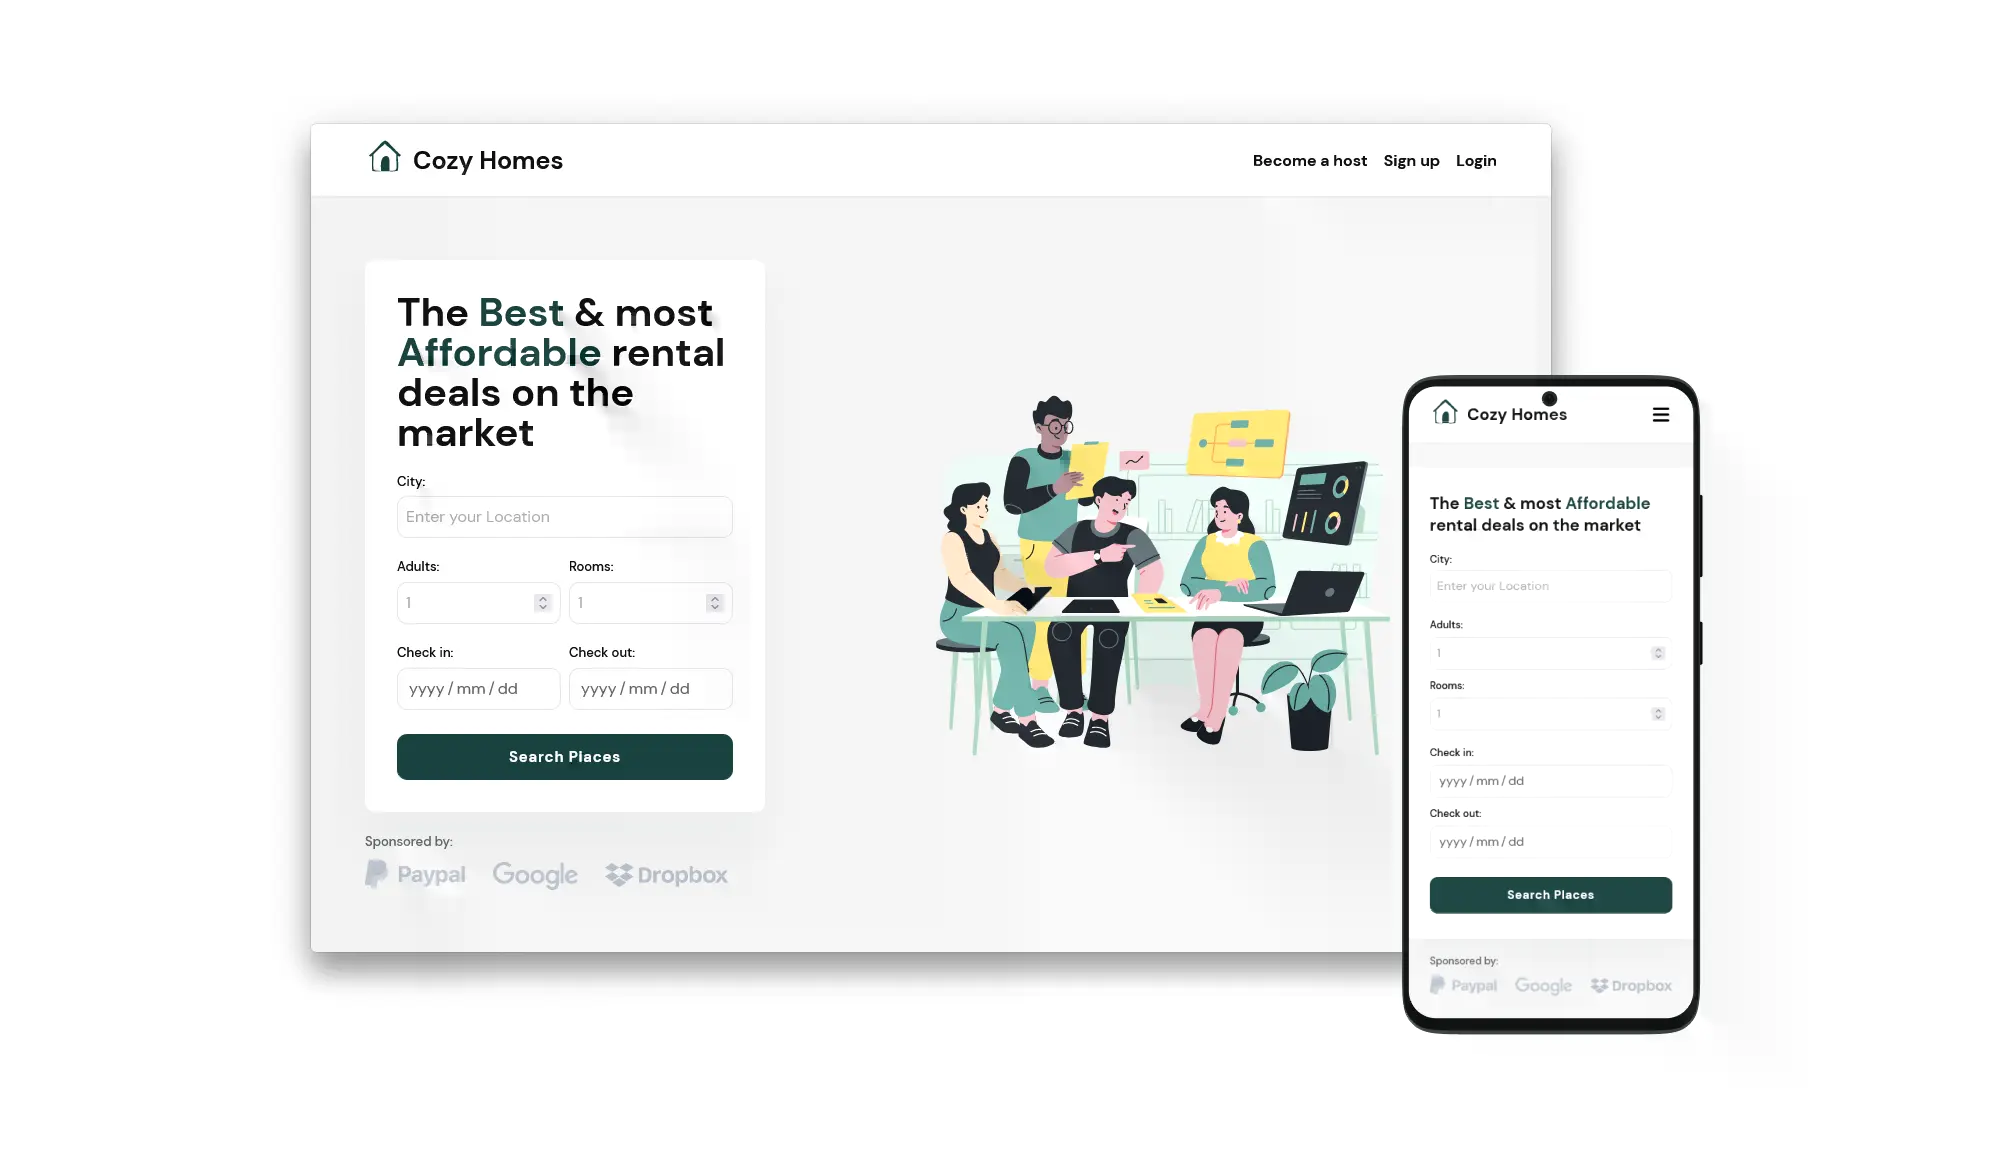 Cozy Homes
Become a host Sign up Login
The Best & most
Affordable rental
deals on the
market
City:
Enter your Location
Adults: Rooms:
1 1
Check in: Check out:
yyyy / mm / dd yyyy / mm / dd
Search Places
Sponsored by:
Paypal Google Dropbox
Cozy Homes
The Best & most Affordable
rental deals on the market
City:
Enter your Location
Adults:
1
Rooms:
1
Check in:
yyyy / mm / dd
Check out:
yyyy / mm / dd
Search Places
Sponsored by:
Paypal Google Dropbox